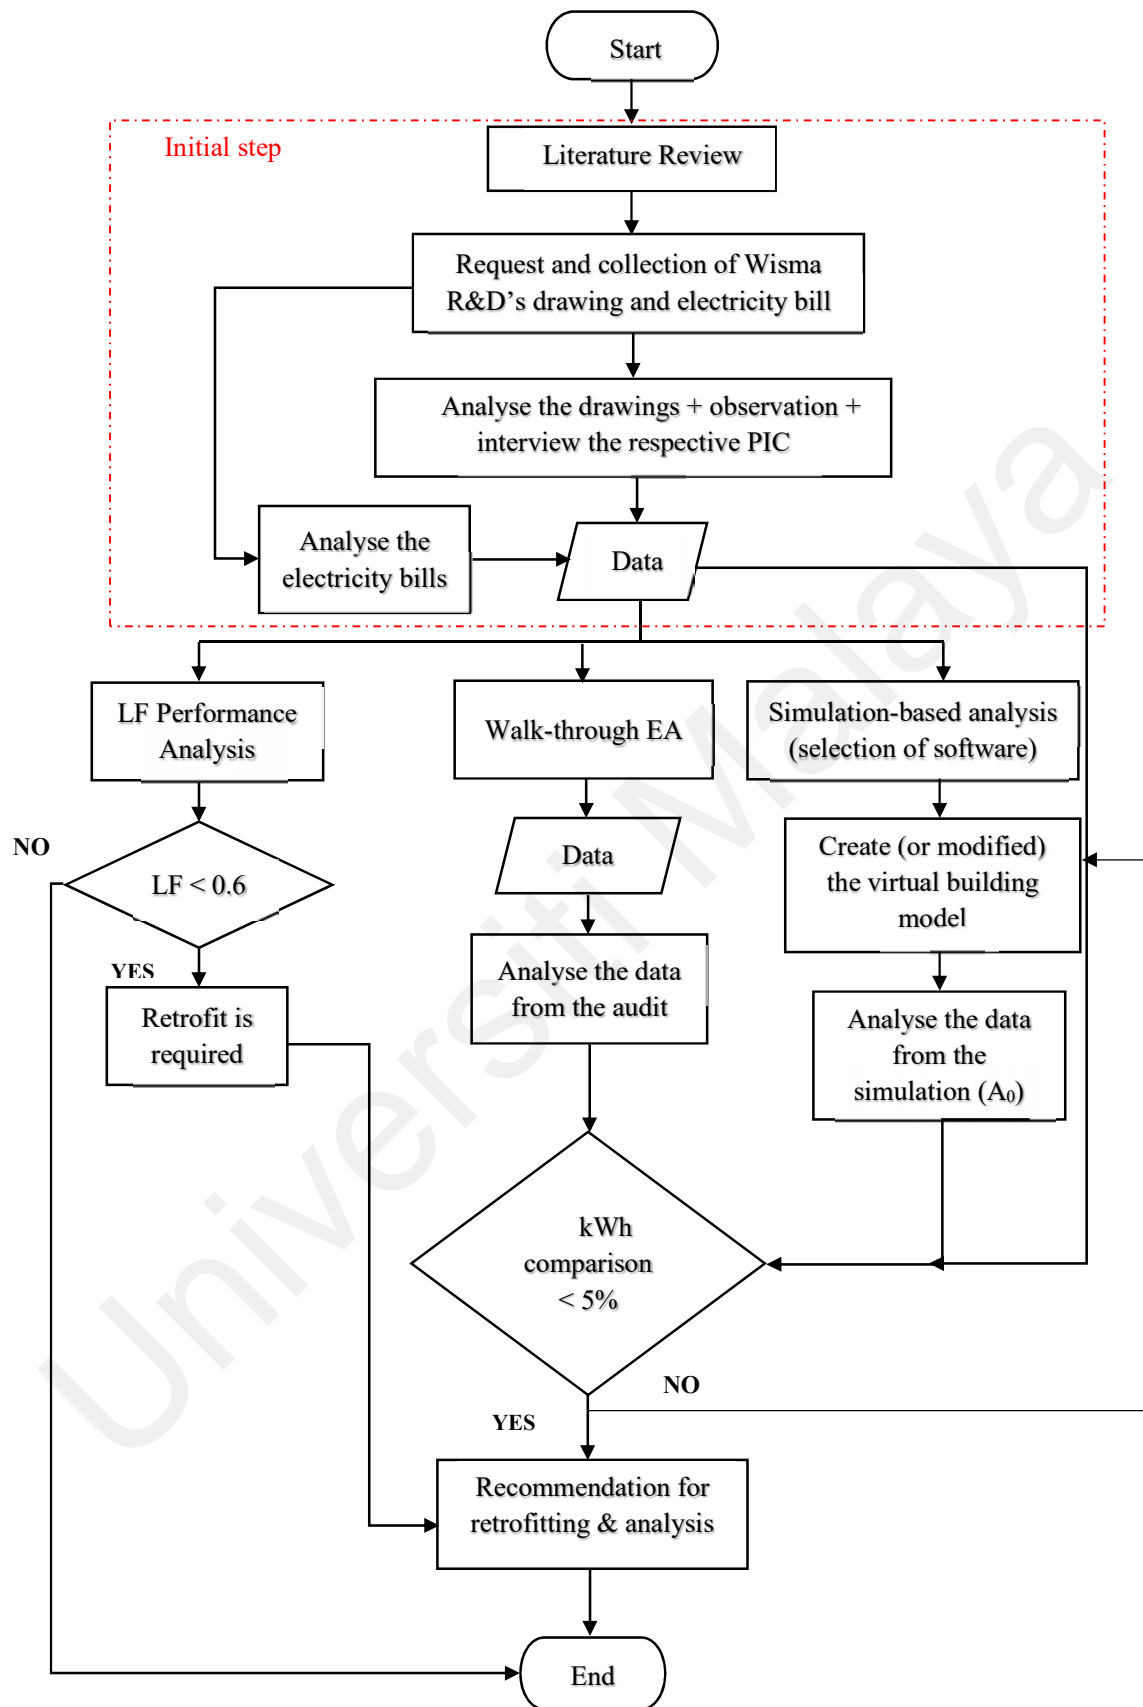 Start
Initial step
Literature Review
Request and collection of Wisma
R&D’s drawing and electricity bill
Analyse the drawings + observation +
interview the respective PIC
Analyse the
electricity bills
Data
LF Performance
Analysis
Walk-through EA
Simulation-based analysis
(selection of software)
NO
LF < 0.6
Data
Create (or modified)
the virtual building
model
YES
Retrofit is
required
Analyse the data
from the audit
Analyse the data
from the
simulation (A₀)
kWh
comparison
< 5%
NO
YES
Recommendation for
retrofitting & analysis
End
Universiti Malaya